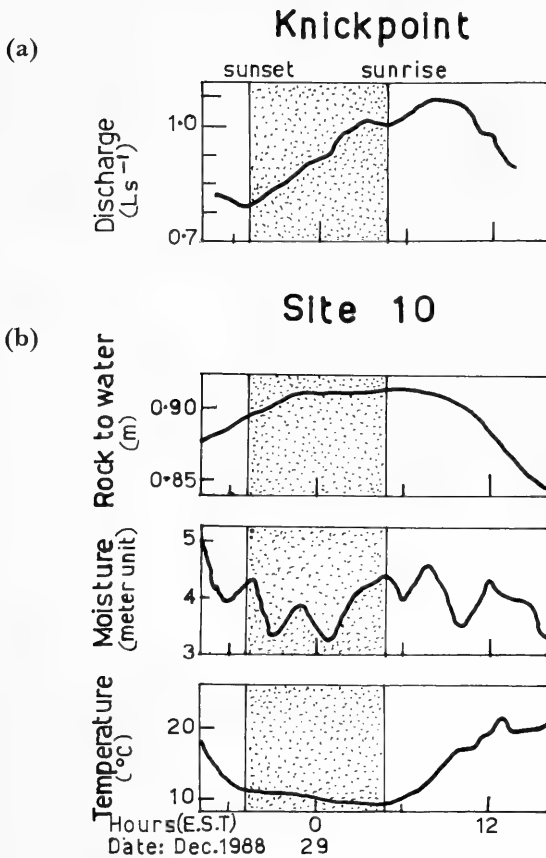 Knickpoint
(a)
sunset sunrise
Discharge
(Ls⁻¹)
1·0
0·7
Site 10
(b)
Rock to water
(m)
0·90
0·85
Moisture
(meter unit)
5
4
3
Temperature
(°C)
20
10
Hours(E.S.T) 0 12
Date: Dec.1988 29